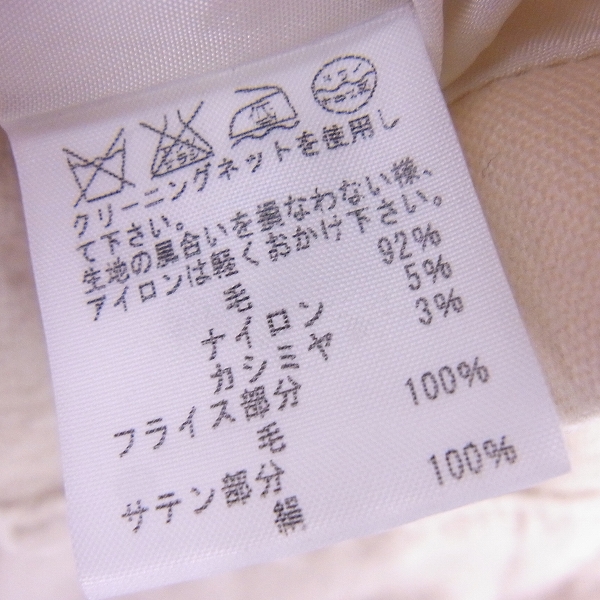 クリーニングネットを使用し
て下さい。
生地の風合いを損なわない様、
アイロンは軽くおかけ下さい。
毛 92%
ナイロン 5%
カシミヤ 3%
フライス部分
毛 100%
サテン部分
絹 100%